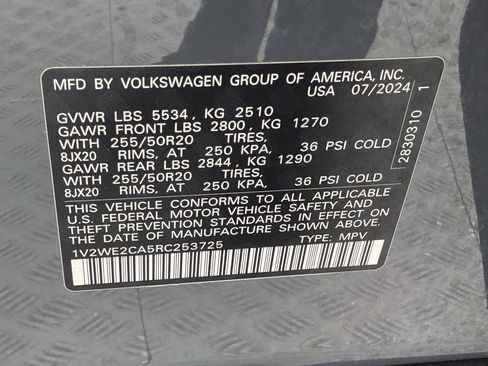 MFD BY VOLKSWAGEN GROUP OF AMERICA, INC.
USA 07/2024
GVWR LBS 5534, KG 2510
GAWR FRONT LBS 2800, KG 1270
WITH 255/50R20 TIRES,
8JX20 RIMS, AT 250 KPA, 36 PSI COLD
GAWR REAR LBS 2844, KG 1290
WITH 255/50R20 TIRES,
8JX20 RIMS, AT 250 KPA, 36 PSI COLD
THIS VEHICLE CONFORMS TO ALL APPLICABLE
U.S. FEDERAL MOTOR VEHICLE SAFETY AND
THEFT PREVENTION STANDARDS IN EFFECT ON
THE DATE OF MANUFACTURE SHOWN ABOVE.
1V2WE2CA5RC253725 TYPE: MPV
2830310 1